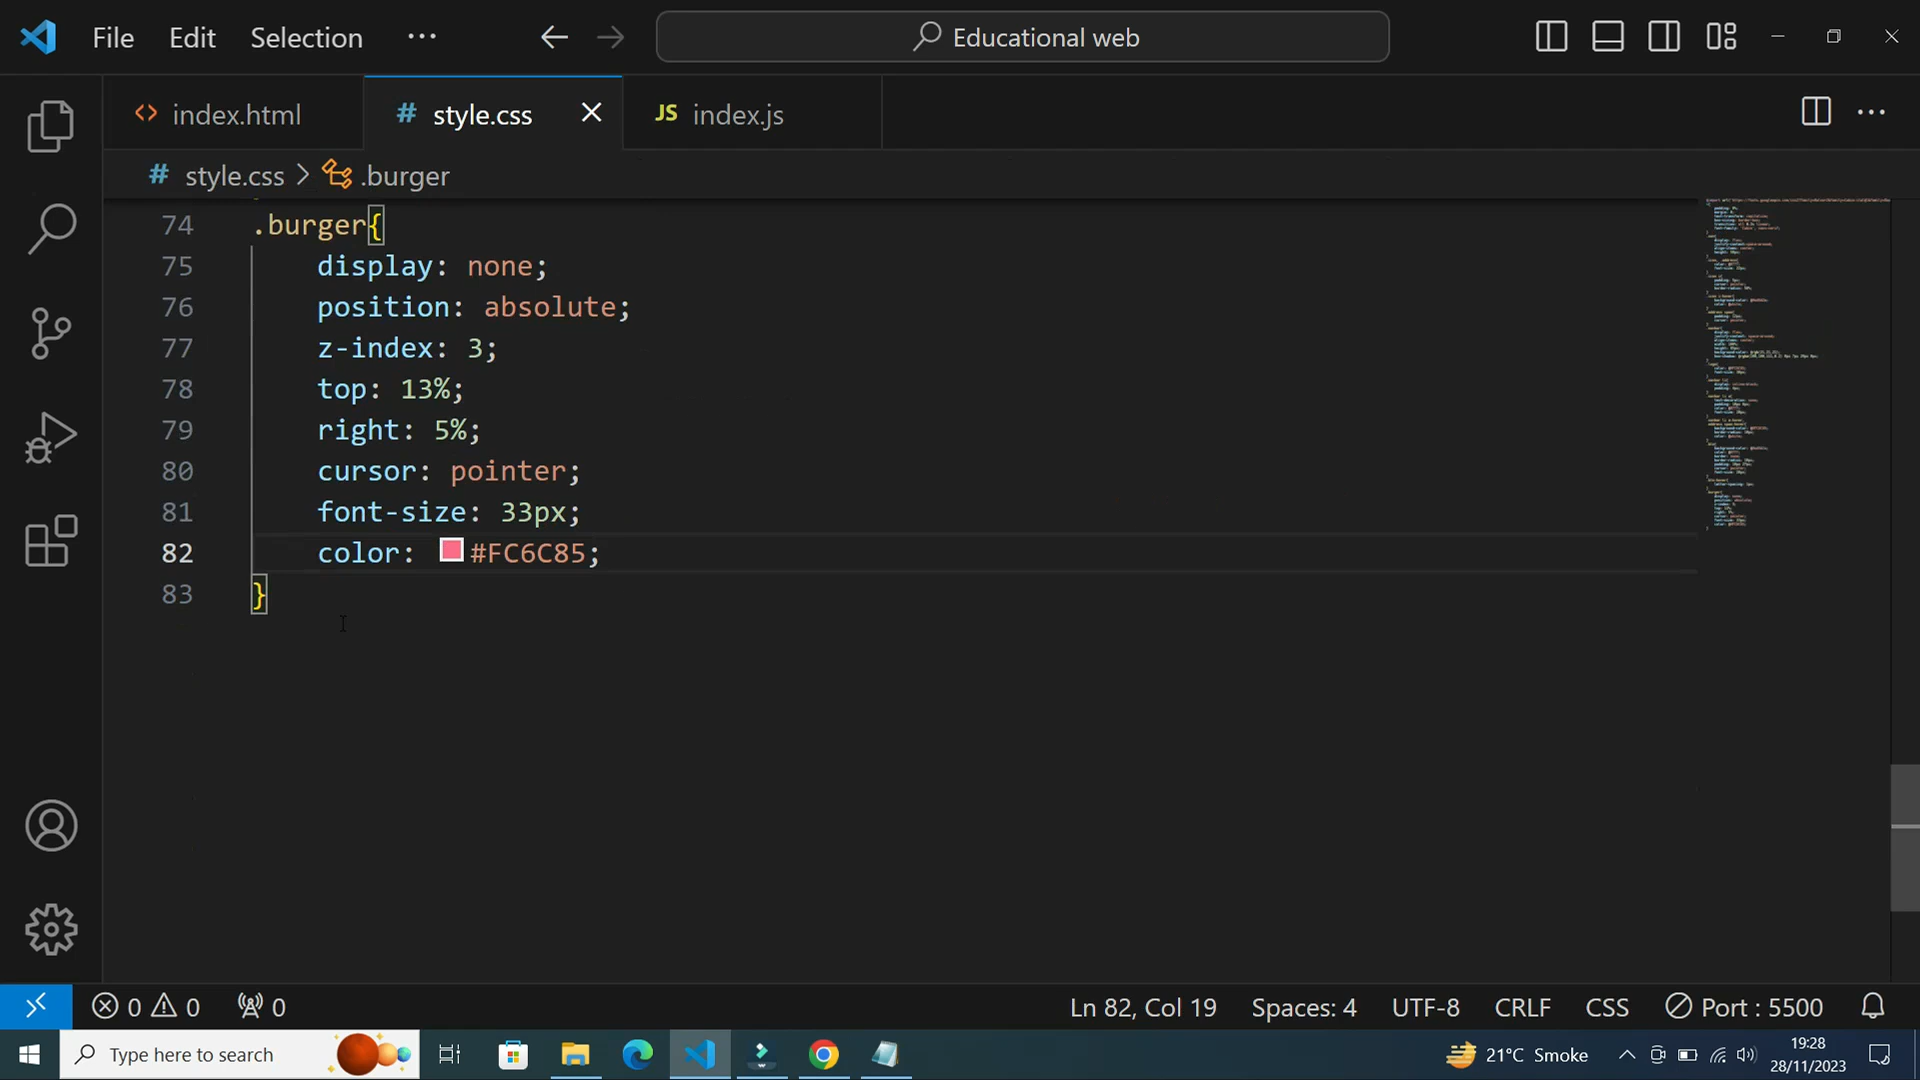 File Edit Selection ··· Educational web
index.html # style.css JS index.js
# style.css > .burger
74 .burger{
75 display: none;
76 position: absolute;
77 z-index: 3;
78 top: 13%;
79 right: 5%;
80 cursor: pointer;
81 font-size: 33px;
82 color: #FC6C85;
83 }
0 0 0 Ln 82, Col 19 Spaces: 4 UTF-8 CRLF CSS Port : 5500
Type here to search 21°C Smoke 19:28
28/11/2023